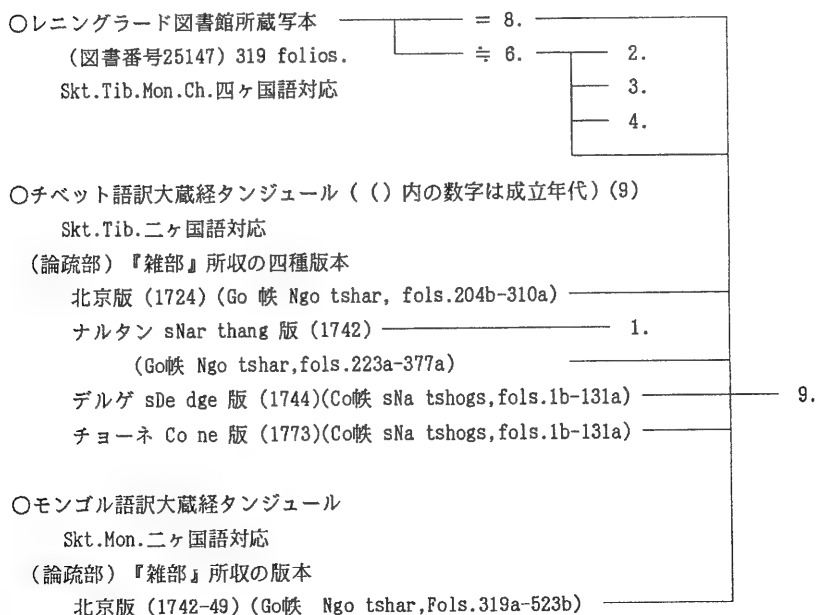 ○レニングラード図書館所蔵写本 = 8.
(図書番号25147) 319 folios. ≒ 6. 2.
Skt.Tib.Mon.Ch.四ヶ国語対応 3.
4.
○チベット語訳大蔵経タンジュール ( () 内の数字は成立年代) (9)
Skt.Tib.二ヶ国語対応
(論疏部) 『雑部』所収の四種版本
北京版 (1724) (Go 帙 Ngo tshar, fols.204b-310a)
ナルタン sNar thang 版 (1742) 1.
(Go帙 Ngo tshar,fols.223a-377a)
デルゲ sDe dge 版 (1744)(Co帙 sNa tshogs,fols.1b-131a) 9.
チョーネ Co ne 版 (1773)(Co帙 sNa tshogs,fols.1b-131a)
○モンゴル語訳大蔵経タンジュール
Skt.Mon.二ヶ国語対応
(論疏部) 『雑部』所収の版本
北京版 (1742-49) (Go帙 Ngo tshar,Fols.319a-523b)